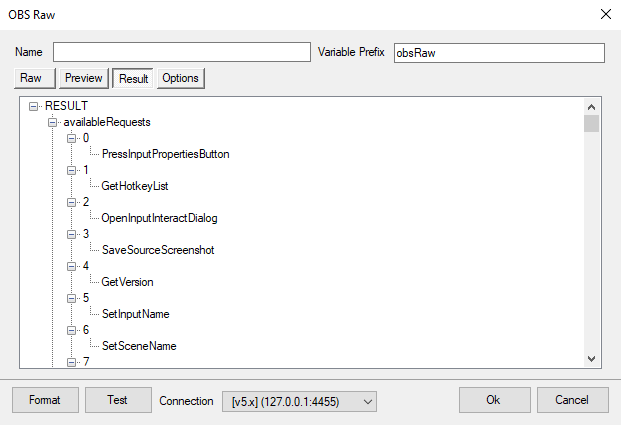 OBS Raw
Name
Variable Prefix obsRaw
Raw Preview Result Options
RESULT
availableRequests
0
PressInputPropertiesButton
1
GetHotkeyList
2
OpenInputInteractDialog
3
SaveSourceScreenshot
4
GetVersion
5
SetInputName
6
SetSceneName
7
Format Test Connection [v5.x] (127.0.0.1:4455) Ok Cancel